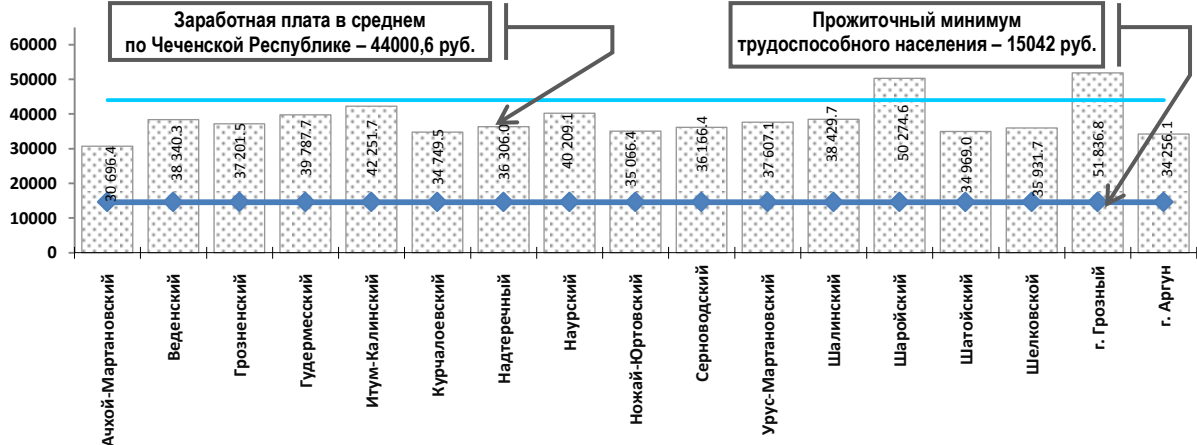 Заработная плата в среднем
по Чеченской Республике – 44000,6 руб.
Прожиточный минимум
трудоспособного населения – 15042 руб.
60000
50000
40000
30000
20000
10000
0
30 696.4
38 340.3
37 201.5
39 787.7
42 251.7
34 749.5
36 306.0
40 209.1
35 066.4
36 166.4
37 607.1
38 429.7
50 274.6
34 969.0
35 931.7
51 836.8
34 256.1
Ачхой-Мартановский
Веденский
Грозненский
Гудермесский
Итум-Калинский
Курчалоевский
Надтеречный
Наурский
Ножай-Юртовский
Серноводский
Урус-Мартановский
Шалинский
Шаройский
Шатойский
Шелковской
г. Грозный
г. Аргун